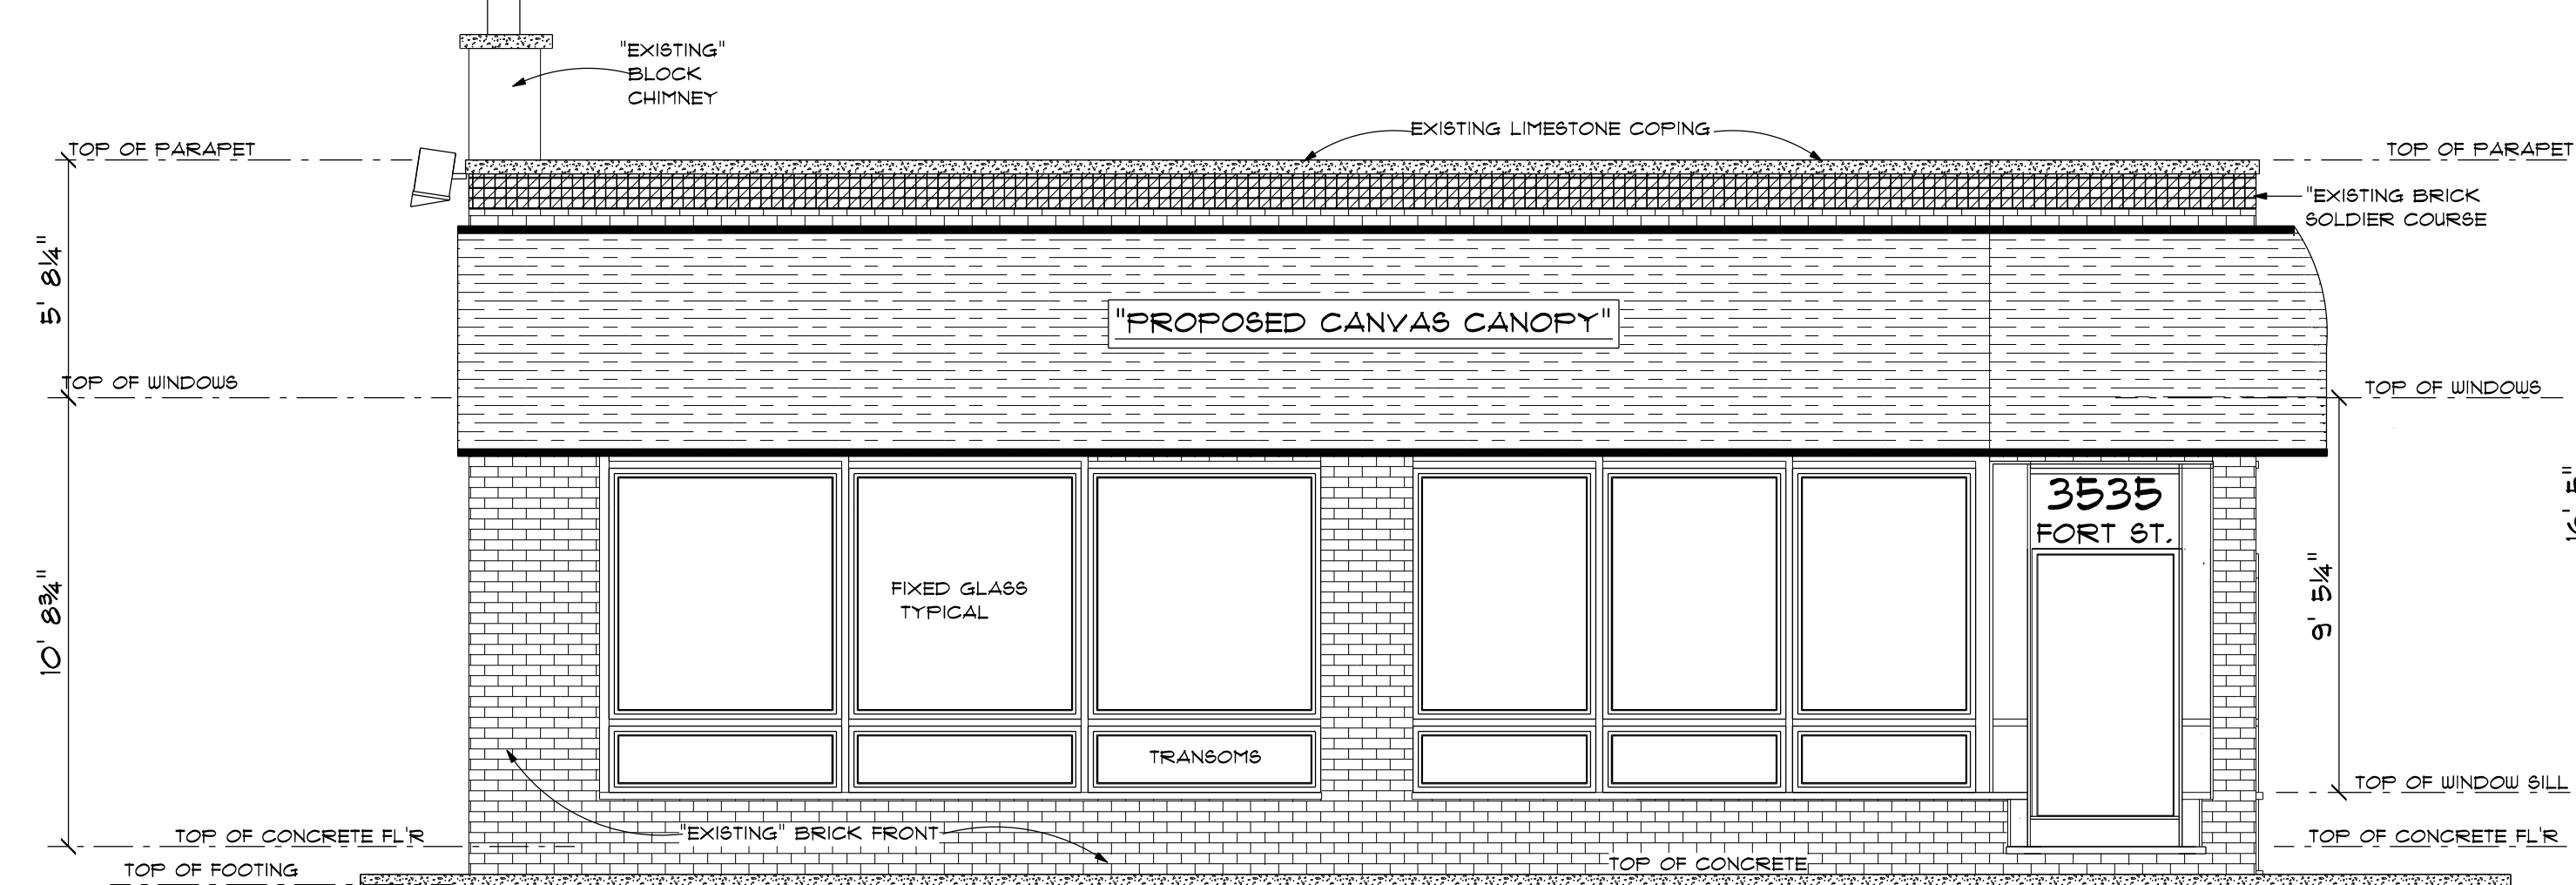 "EXISTING"
BLOCK
CHIMNEY
EXISTING LIMESTONE COPING
TOP OF PARAPET
TOP OF PARAPET
"EXISTING BRICK
SOLDIER COURSE
5' 8¼"
"PROPOSED CANVAS CANOPY"
TOP OF WINDOWS
TOP OF WINDOWS
3535
FORT ST.
16' 5"
FIXED GLASS
TYPICAL
10' 8¾"
9' 5¼"
TRANSOMS
TOP OF WINDOW SILL
TOP OF CONCRETE FL'R
"EXISTING" BRICK FRONT
TOP OF CONCRETE FL'R
TOP OF CONCRETE
TOP OF FOOTING